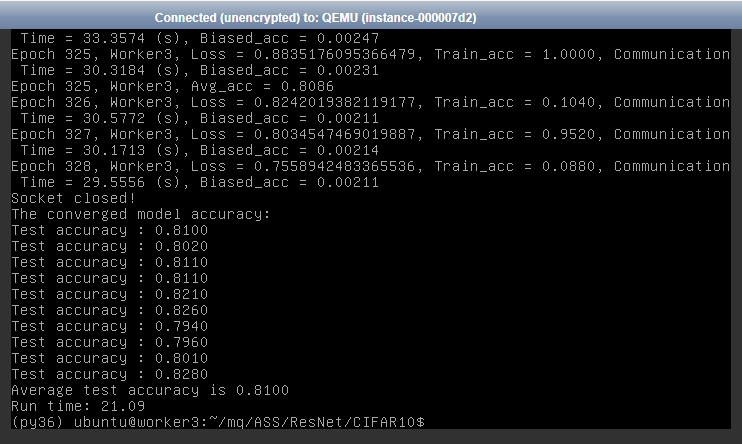 Connected (unencrypted) to: QEMU (instance-000007d2)
Time = 33.3574 (s), Biased_acc = 0.00247
Epoch 325, Worker3, Loss = 0.8835176095366479, Train_acc = 1.0000, Communication
Time = 30.3184 (s), Biased_acc = 0.00231
Epoch 325, Worker3, Avg_acc = 0.8086
Epoch 326, Worker3, Loss = 0.8242019382119177, Train_acc = 0.1040, Communication
Time = 30.5772 (s), Biased_acc = 0.00211
Epoch 327, Worker3, Loss = 0.8034547469019887, Train_acc = 0.9520, Communication
Time = 30.1713 (s), Biased_acc = 0.00214
Epoch 328, Worker3, Loss = 0.7558942483365536, Train_acc = 0.0880, Communication
Time = 29.5556 (s), Biased_acc = 0.00211
Socket closed!
The converged model accuracy:
Test accuracy : 0.8100
Test accuracy : 0.8020
Test accuracy : 0.8110
Test accuracy : 0.8110
Test accuracy : 0.8210
Test accuracy : 0.8260
Test accuracy : 0.7940
Test accuracy : 0.7960
Test accuracy : 0.8010
Test accuracy : 0.8280
Average test accuracy is 0.8100
Run time: 21.09
(py36) ubuntu@worker3:~/mq/ASS/ResNet/CIFAR10$